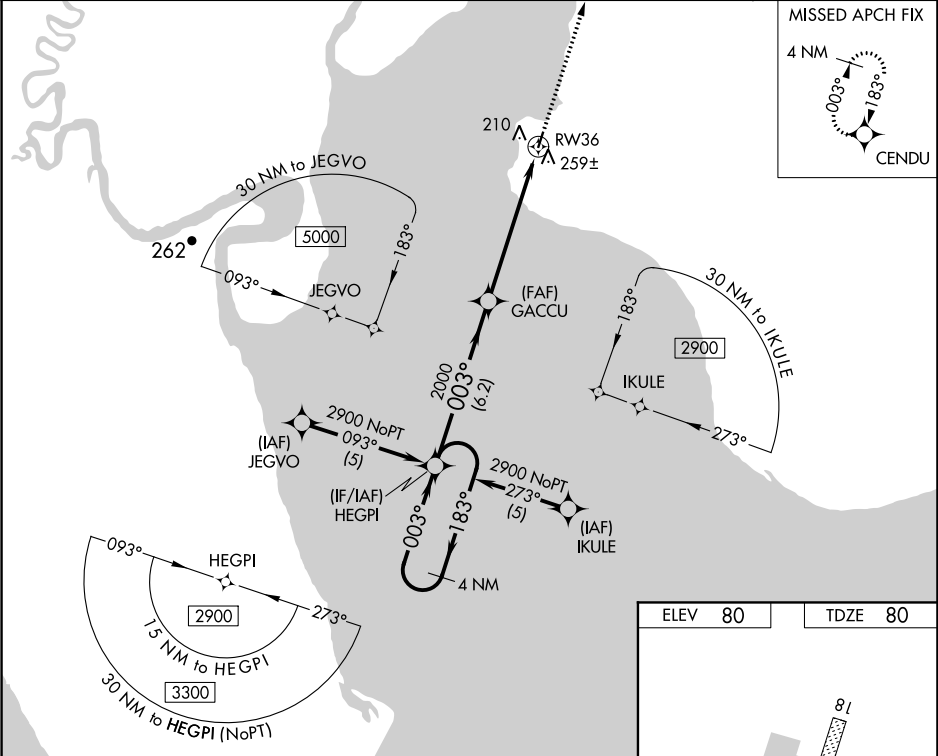 MISSED APCH FIX
4 NM
003°
183°
CENDU
210
RW36
259±
30 NM to JEGVO
5000
262
093°
183°
JEGVO
(FAF)
GACCU
30 NM to IKULE
183°
2900
IKULE
273°
2000
003°
(6.2)
(IAF)
JEGVO
2900 NoPT
093°
(5)
(IF/IAF)
HEGPI
2900 NoPT
273°
(5)
(IAF)
IKULE
003°
183°
4 NM
093°
HEGPI
273°
2900
15 NM to HEGPI
3300
30 NM to HEGPI (NoPT)
ELEV 80
TDZE 80
18